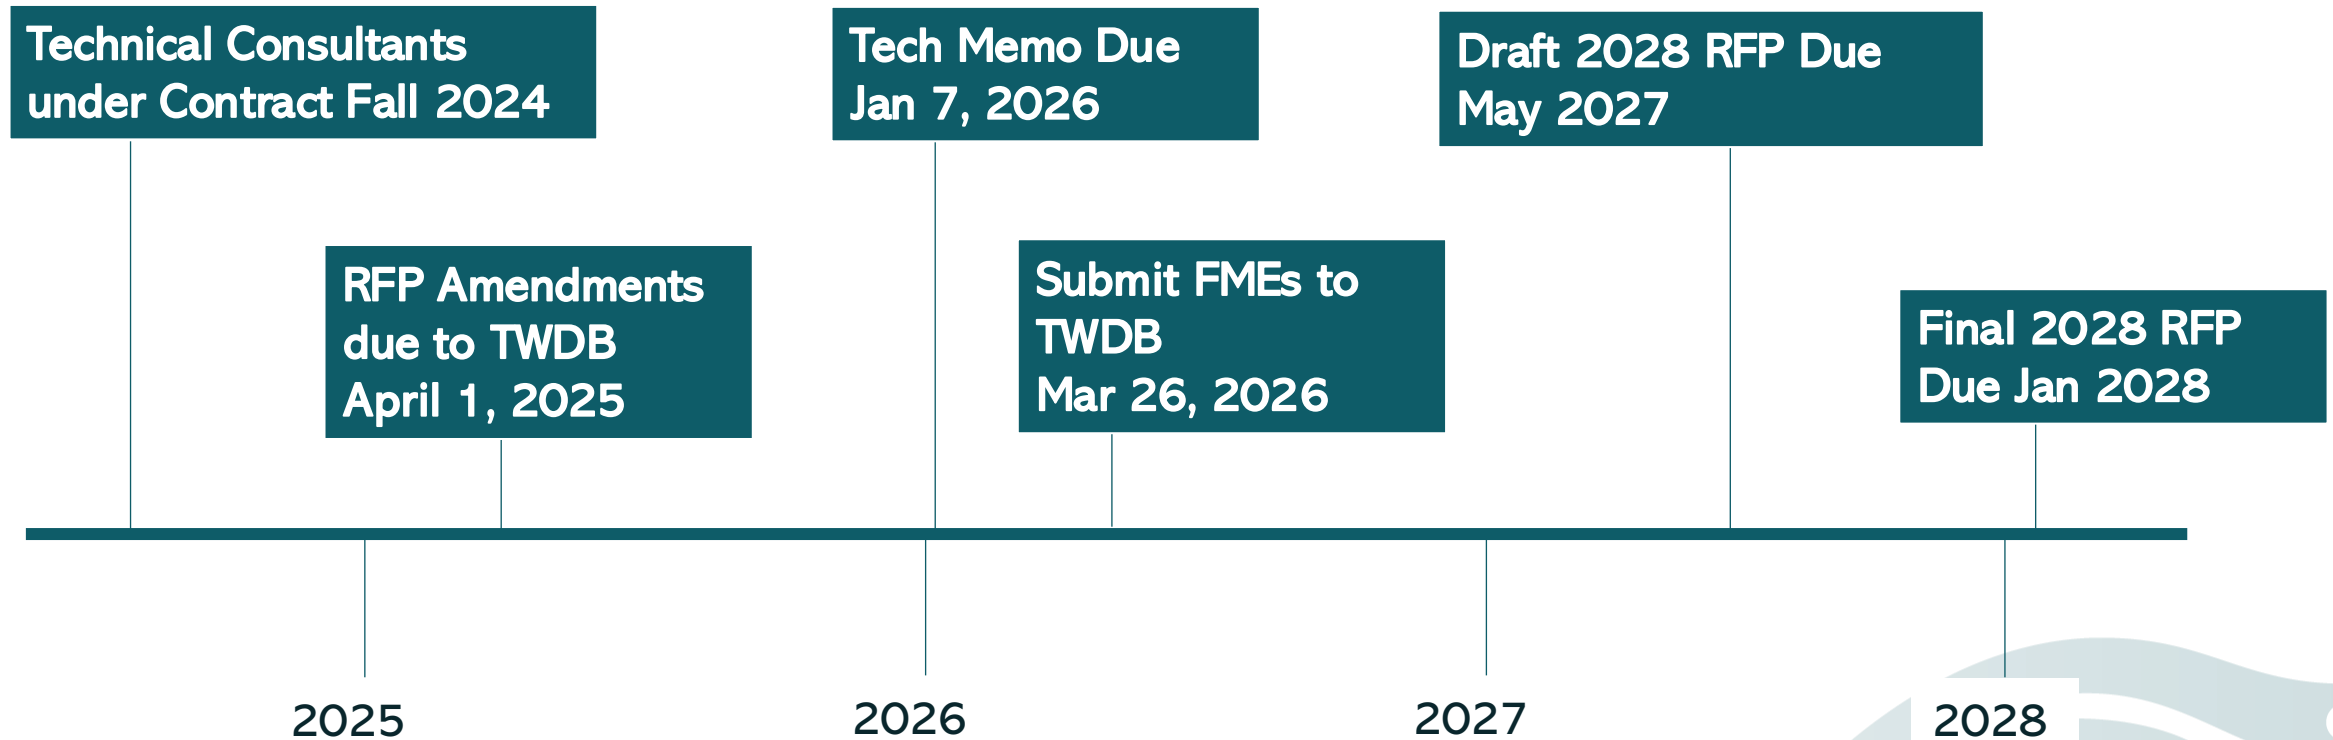 Technical Consultants
under Contract Fall 2024
Tech Memo Due
Jan 7, 2026
Draft 2028 RFP Due
May 2027
RFP Amendments
due to TWDB
April 1, 2025
Submit FMEs to
TWDB
Mar 26, 2026
Final 2028 RFP
Due Jan 2028
2025
2026
2027
2028